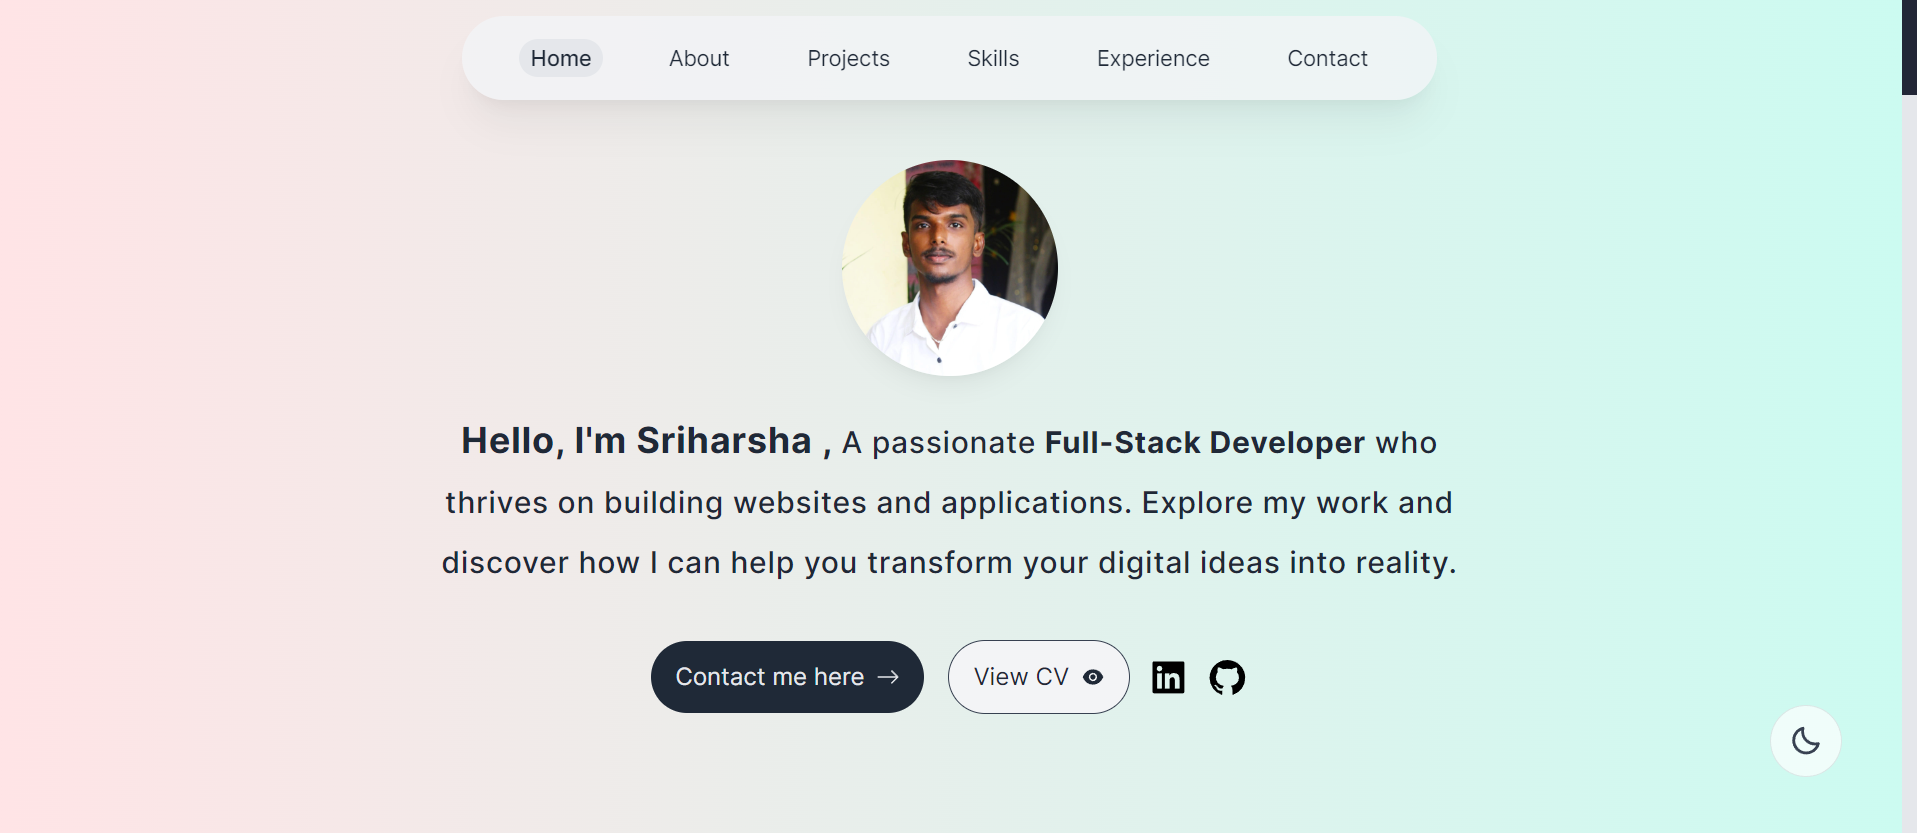 Home About Projects Skills Experience Contact
Hello, I'm Sriharsha , A passionate Full-Stack Developer who
thrives on building websites and applications. Explore my work and
discover how I can help you transform your digital ideas into reality.
Contact me here → View CV in